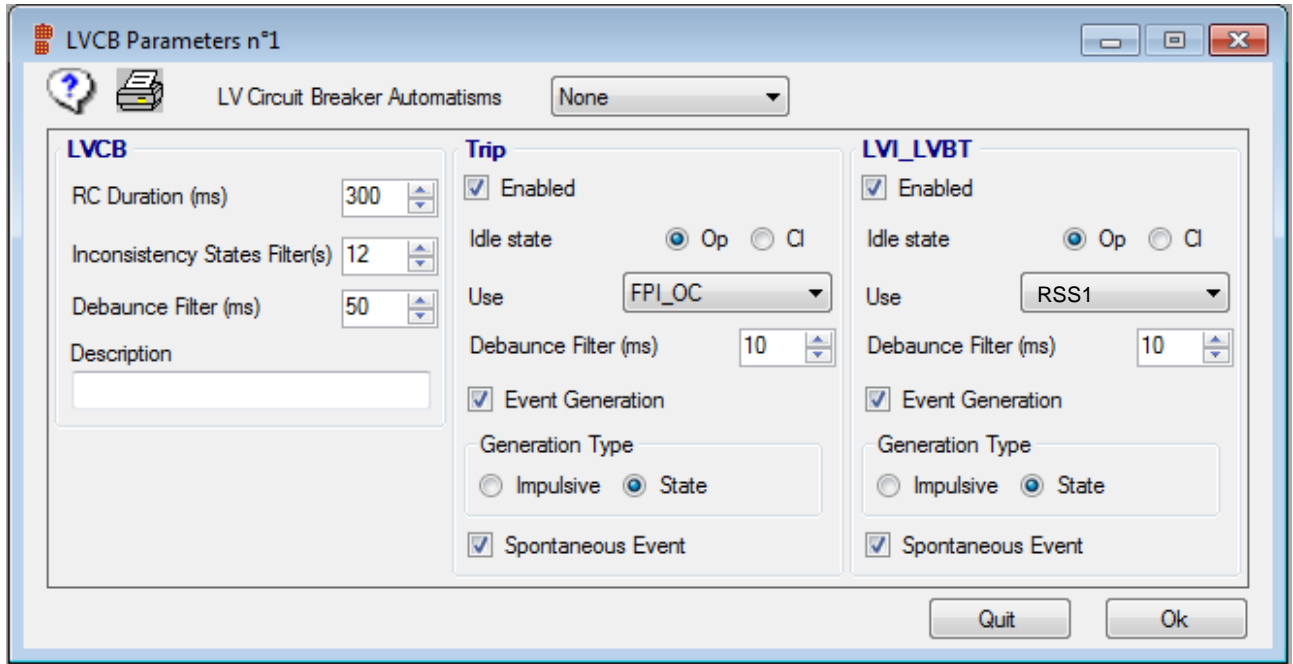 LVCB Parameters n°1
LV Circuit Breaker Automatisms None
LVCB
RC Duration (ms) 300
Inconsistency States Filter(s) 12
Debaunce Filter (ms) 50
Description
Trip
Enabled
Idle state Op Cl
Use FPI_OC
Debaunce Filter (ms) 10
Event Generation
Generation Type
Impulsive State
Spontaneous Event
LVI_LVBT
Enabled
Idle state Op Cl
Use RSS1
Debaunce Filter (ms) 10
Event Generation
Generation Type
Impulsive State
Spontaneous Event
Quit Ok